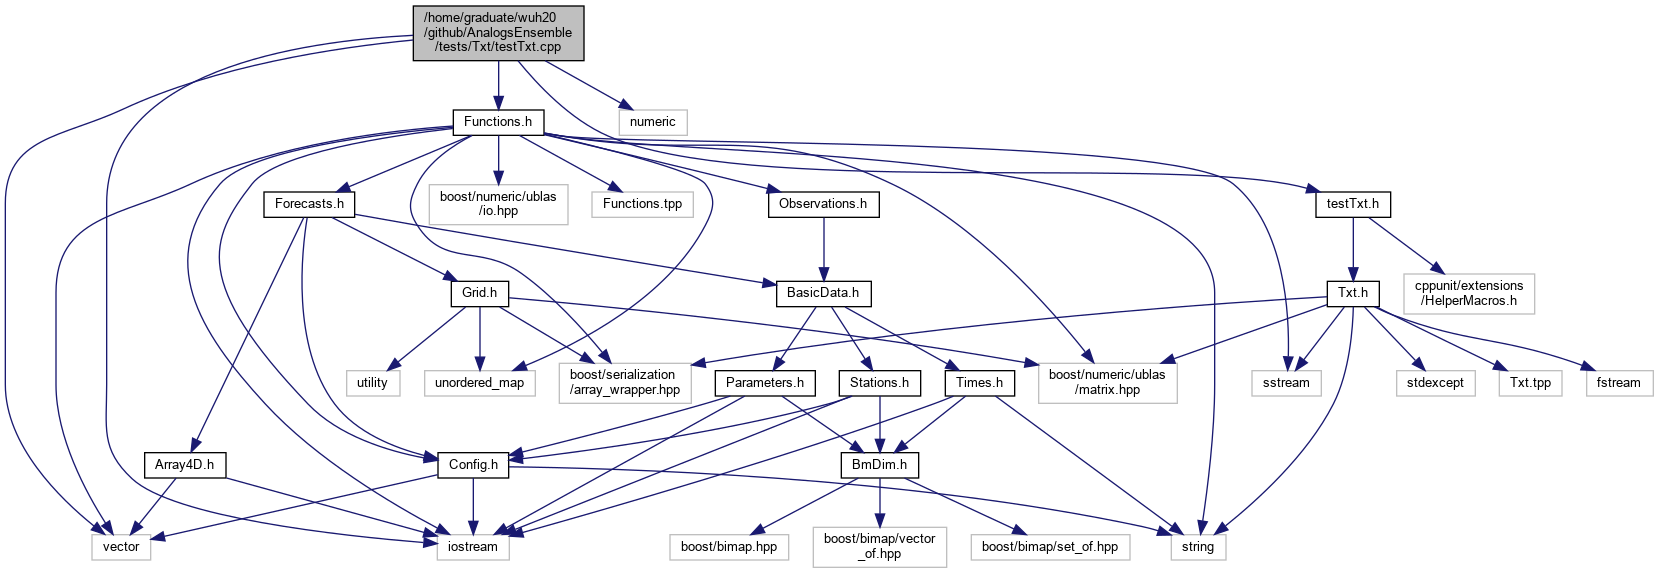 /home/graduate/wuh20
/github/AnalogsEnsemble
/tests/Txt/testTxt.cpp
Functions.h
numeric
Forecasts.h
boost/numeric/ublas
/io.hpp
Functions.tpp
Observations.h
testTxt.h
Grid.h
BasicData.h
Txt.h
cppunit/extensions
/HelperMacros.h
utility
unordered_map
boost/serialization
/array_wrapper.hpp
Parameters.h
Stations.h
Times.h
boost/numeric/ublas
/matrix.hpp
sstream
stdexcept
Txt.tpp
fstream
Array4D.h
Config.h
BmDim.h
vector
iostream
boost/bimap.hpp
boost/bimap/vector
_of.hpp
boost/bimap/set_of.hpp
string